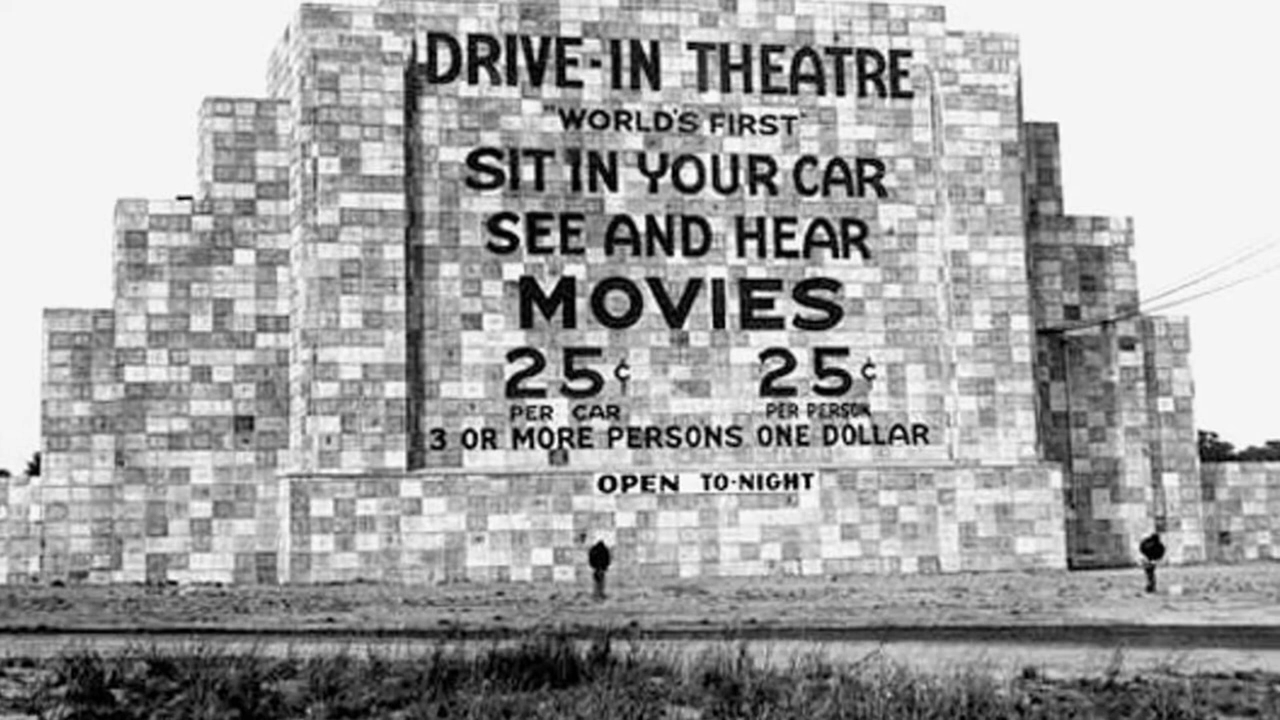 DRIVE-IN THEATRE
"WORLD'S FIRST"
SIT IN YOUR CAR
SEE AND HEAR
MOVIES
25¢ 25¢
PER CAR PER PERSON
3 OR MORE PERSONS ONE DOLLAR
OPEN TO-NIGHT